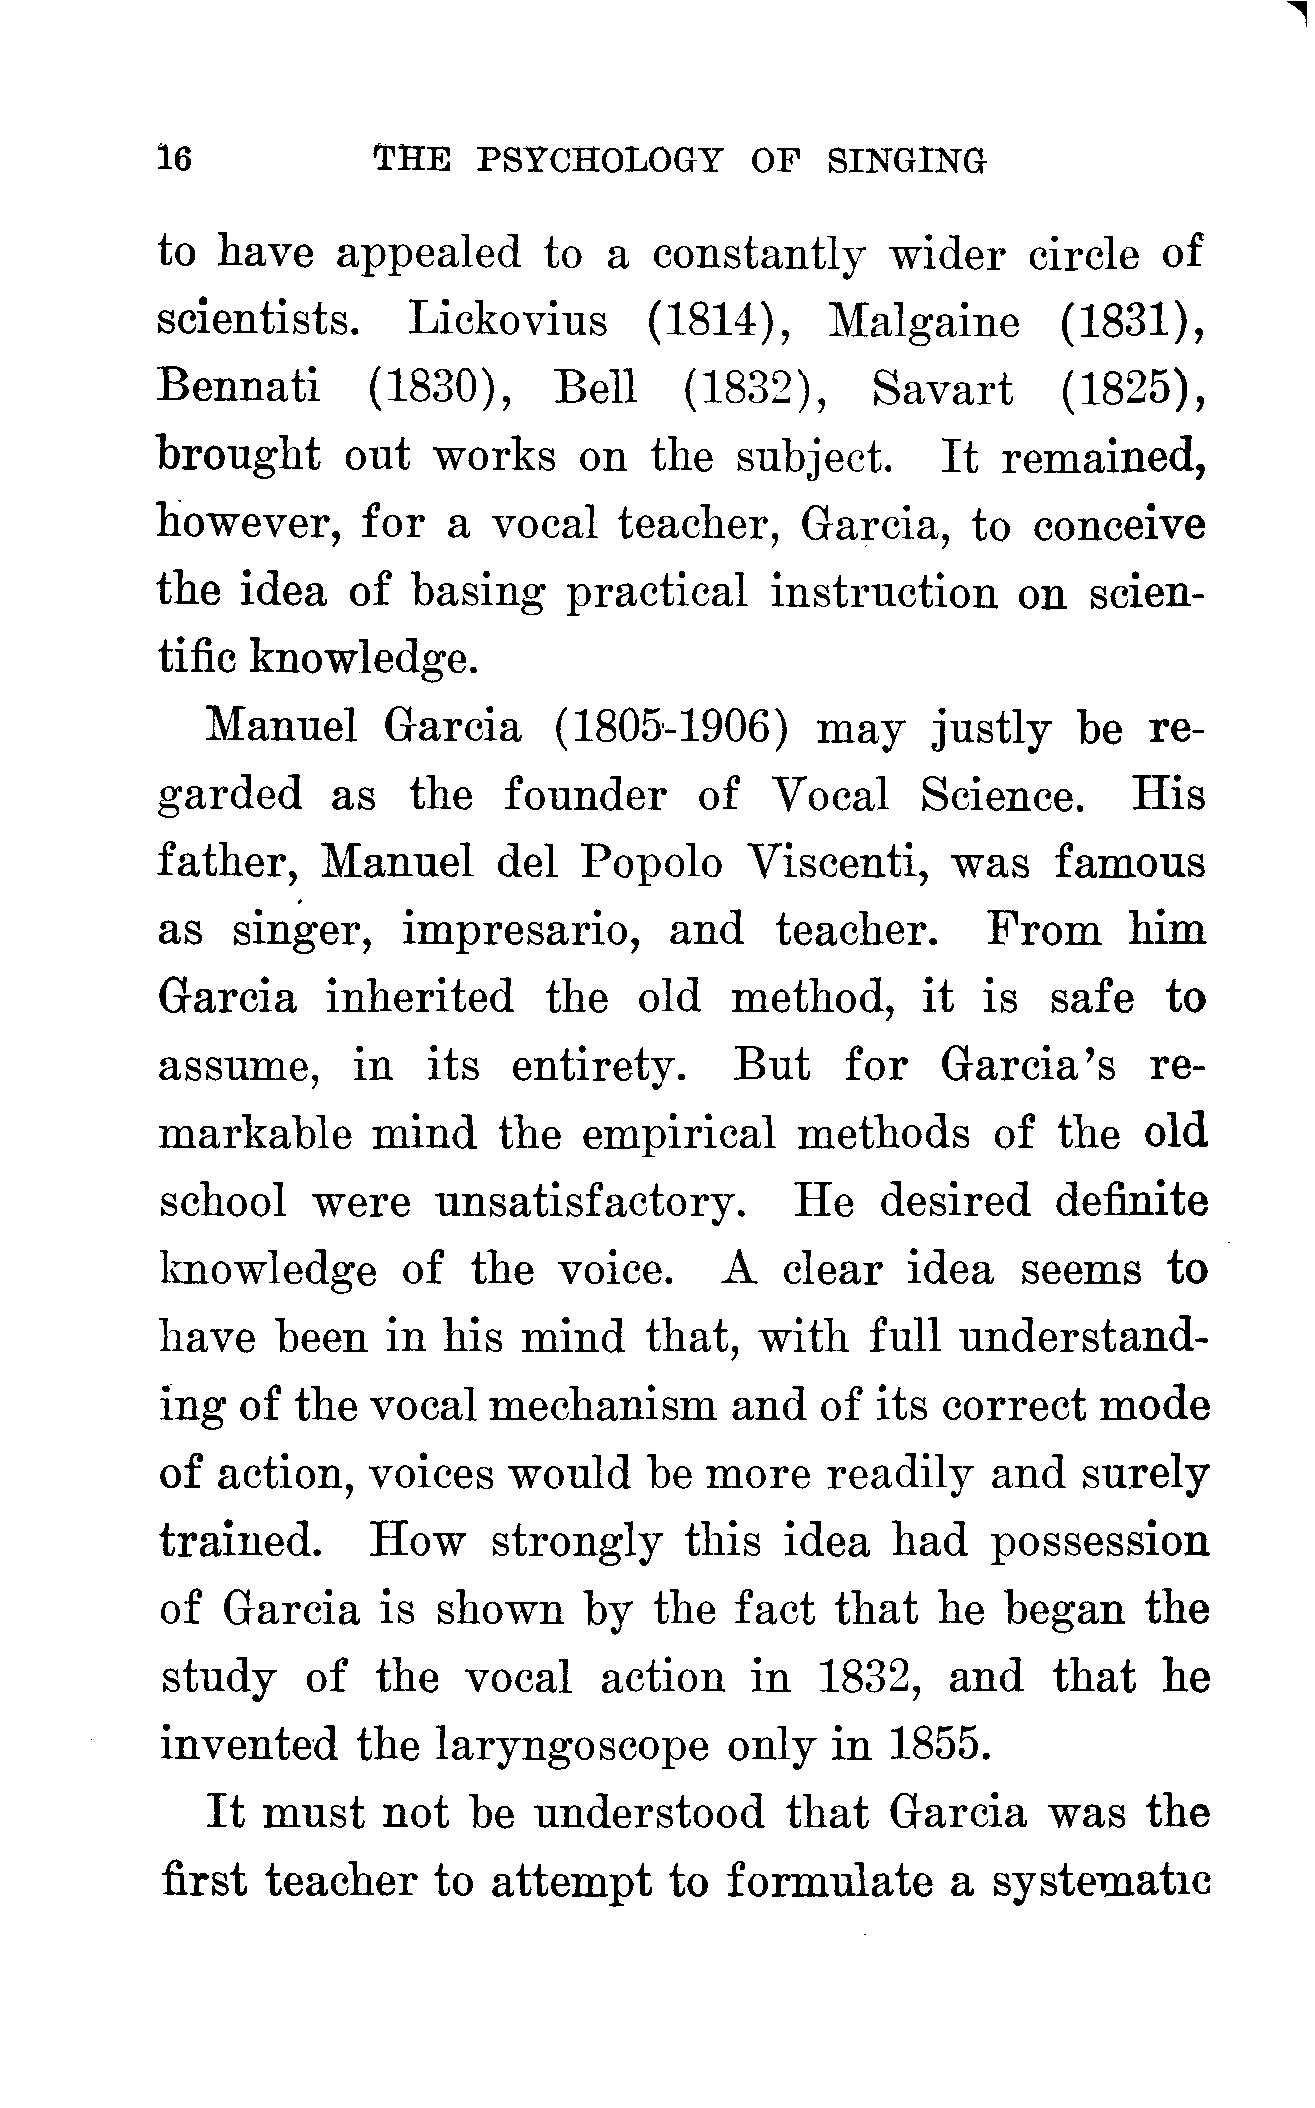 16 THE PSYCHOLOGY OF SINGING
to have appealed to a constantly wider circle of
scientists. Lickovius (1814), Malgaine (1831),
Bennati (1830), Bell (1832), Savart (1825),
brought out works on the subject. It remained,
however, for a vocal teacher, Garcia, to conceive
the idea of basing practical instruction on scien-
tific knowledge.
Manuel Garcia (1805-1906) may justly be re-
garded as the founder of Vocal Science. His
father, Manuel del Popolo Viscenti, was famous
as singer, impresario, and teacher. From him
Garcia inherited the old method, it is safe to
assume, in its entirety. But for Garcia's re-
markable mind the empirical methods of the old
school were unsatisfactory. He desired definite
knowledge of the voice. A clear idea seems to
have been in his mind that, with full understand-
ing of the vocal mechanism and of its correct mode
of action, voices would be more readily and surely
trained. How strongly this idea had possession
of Garcia is shown by the fact that he began the
study of the vocal action in 1832, and that he
invented the laryngoscope only in 1855.
It must not be understood that Garcia was the
first teacher to attempt to formulate a systematic